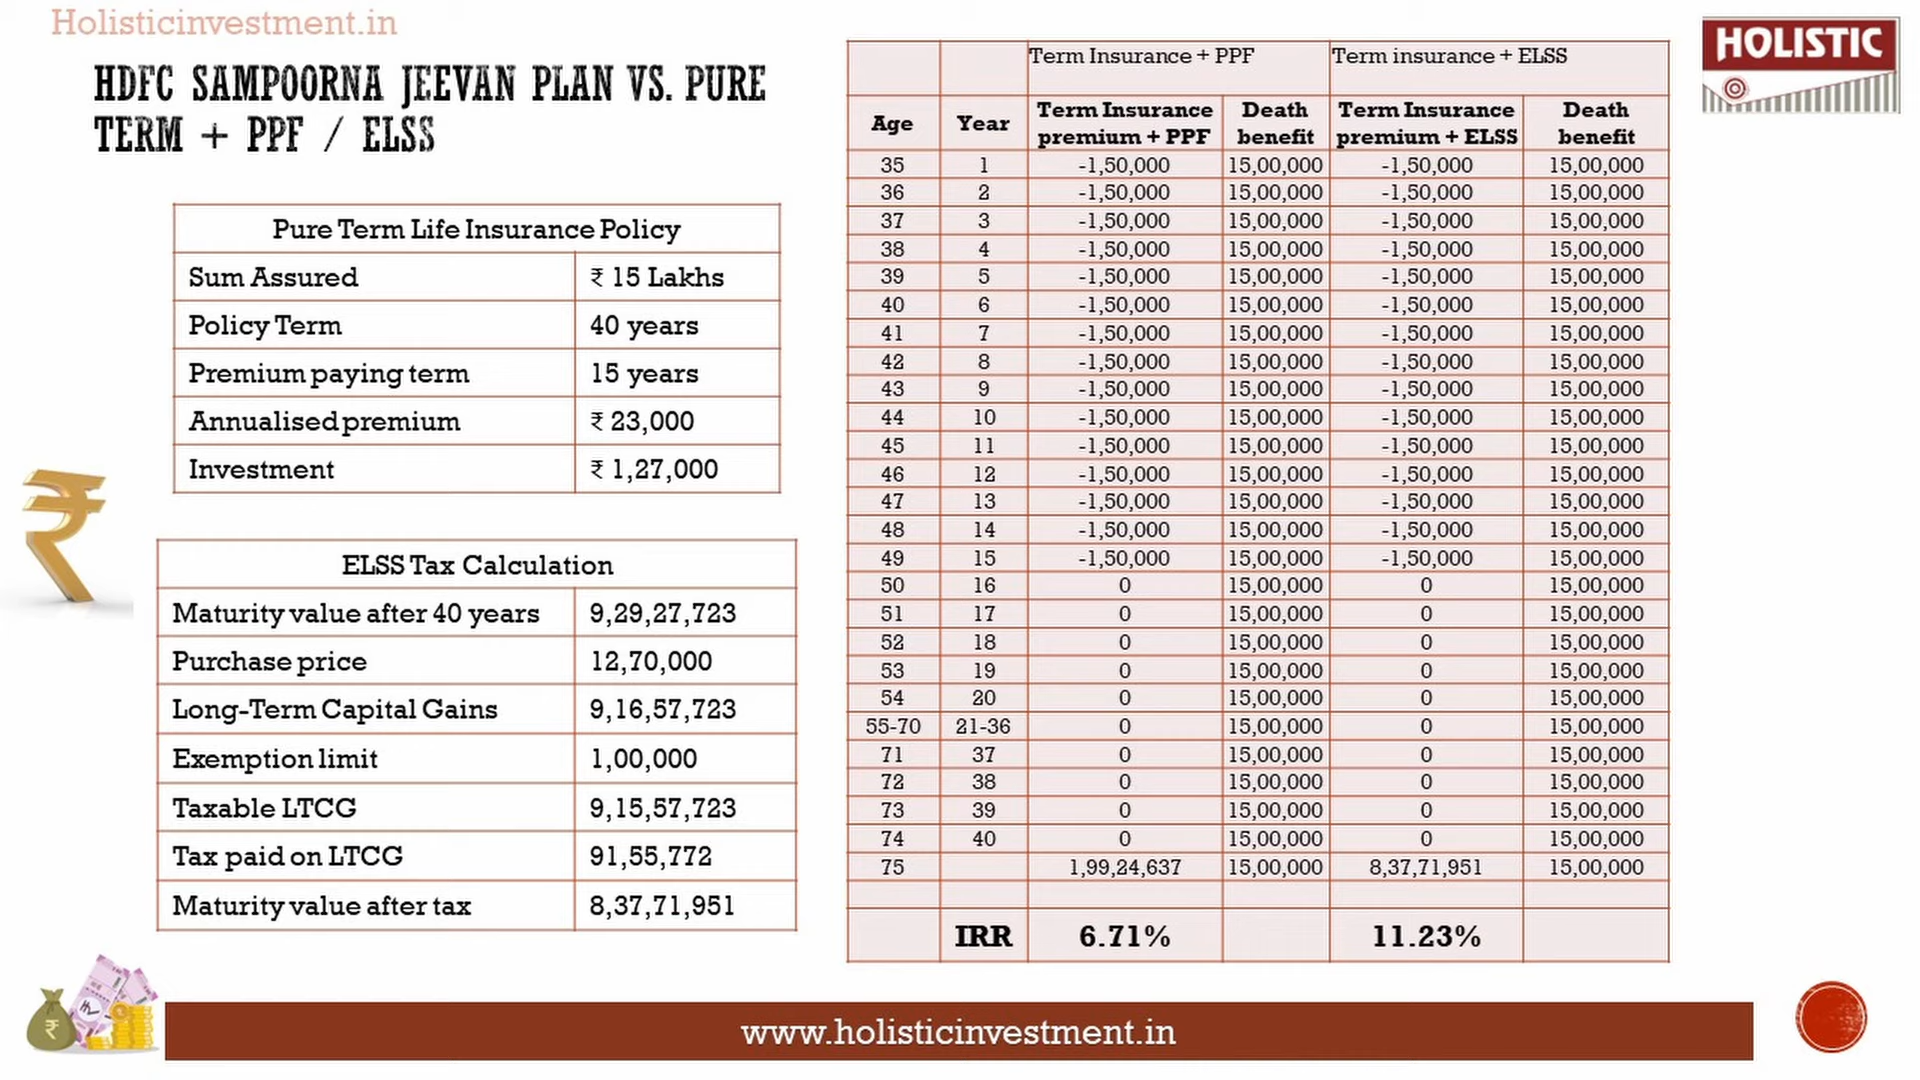 Holisticinvestment.in
HDFC SAMPOORNA JEEVAN PLAN VS. PURE
TERM + PPF / ELSS
HOLISTIC
Pure Term Life Insurance Policy
Sum Assured ₹ 15 Lakhs
Policy Term 40 years
Premium paying term 15 years
Annualised premium ₹ 23,000
Investment ₹ 1,27,000
ELSS Tax Calculation
Maturity value after 40 years 9,29,27,723
Purchase price 12,70,000
Long-Term Capital Gains 9,16,57,723
Exemption limit 1,00,000
Taxable LTCG 9,15,57,723
Tax paid on LTCG 91,55,772
Maturity value after tax 8,37,71,951
Term Insurance + PPF Term insurance + ELSS
Age Year Term Insurance premium + PPF Death benefit Term Insurance premium + ELSS Death benefit
35 1 -1,50,000 15,00,000 -1,50,000 15,00,000
36 2 -1,50,000 15,00,000 -1,50,000 15,00,000
37 3 -1,50,000 15,00,000 -1,50,000 15,00,000
38 4 -1,50,000 15,00,000 -1,50,000 15,00,000
39 5 -1,50,000 15,00,000 -1,50,000 15,00,000
40 6 -1,50,000 15,00,000 -1,50,000 15,00,000
41 7 -1,50,000 15,00,000 -1,50,000 15,00,000
42 8 -1,50,000 15,00,000 -1,50,000 15,00,000
43 9 -1,50,000 15,00,000 -1,50,000 15,00,000
44 10 -1,50,000 15,00,000 -1,50,000 15,00,000
45 11 -1,50,000 15,00,000 -1,50,000 15,00,000
46 12 -1,50,000 15,00,000 -1,50,000 15,00,000
47 13 -1,50,000 15,00,000 -1,50,000 15,00,000
48 14 -1,50,000 15,00,000 -1,50,000 15,00,000
49 15 -1,50,000 15,00,000 -1,50,000 15,00,000
50 16 0 15,00,000 0 15,00,000
51 17 0 15,00,000 0 15,00,000
52 18 0 15,00,000 0 15,00,000
53 19 0 15,00,000 0 15,00,000
54 20 0 15,00,000 0 15,00,000
55-70 21-36 0 15,00,000 0 15,00,000
71 37 0 15,00,000 0 15,00,000
72 38 0 15,00,000 0 15,00,000
73 39 0 15,00,000 0 15,00,000
74 40 0 15,00,000 0 15,00,000
75 1,99,24,637 15,00,000 8,37,71,951 15,00,000
IRR 6.71% 11.23%
www.holisticinvestment.in